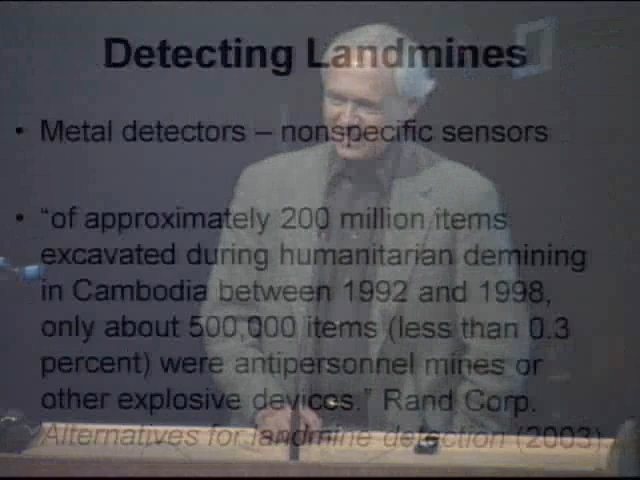 Detecting Landmines
• Metal detectors – nonspecific sensors
• “of approximately 200 million items
excavated during humanitarian demining
in Cambodia between 1992 and 1998,
only about 500,000 items (less than 0.3
percent) were antipersonnel mines or
other explosive devices.” Rand Corp.
Alternatives for landmine detection (2003)